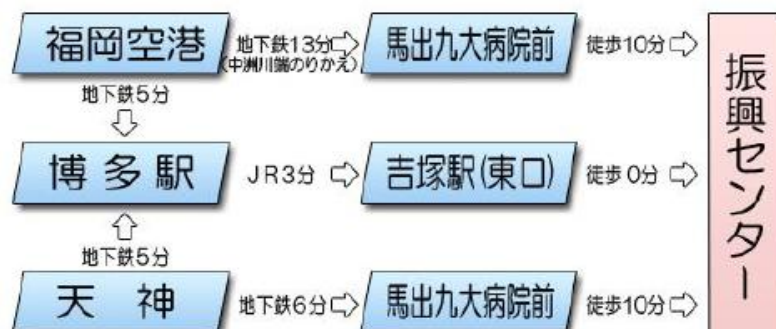 福岡空港
地下鉄13分
(中洲川端のりかえ)
馬出九大病院前
徒歩10分
地下鉄5分
博多駅
JR3分
吉塚駅(東口)
徒歩0分
地下鉄5分
天神
地下鉄6分
馬出九大病院前
徒歩10分
振興センター